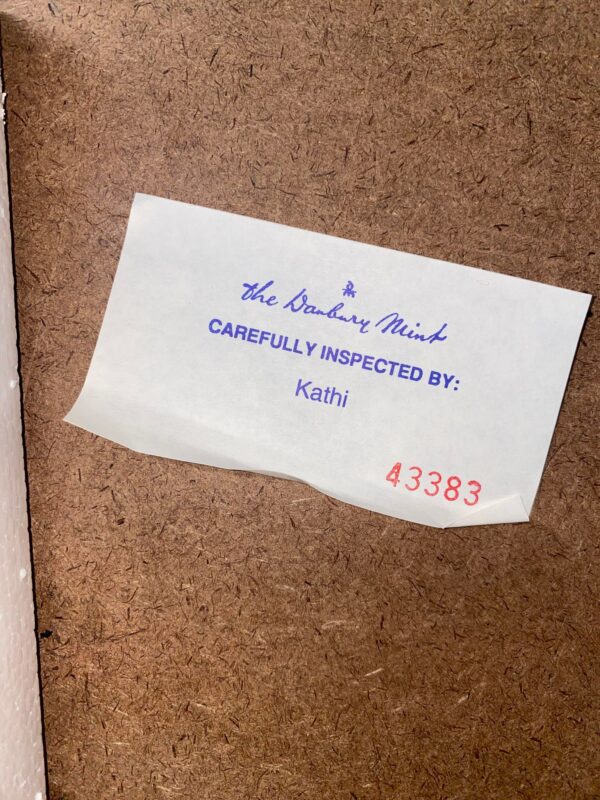 the Danbury Mint
CAREFULLY INSPECTED BY:
Kathi
43383